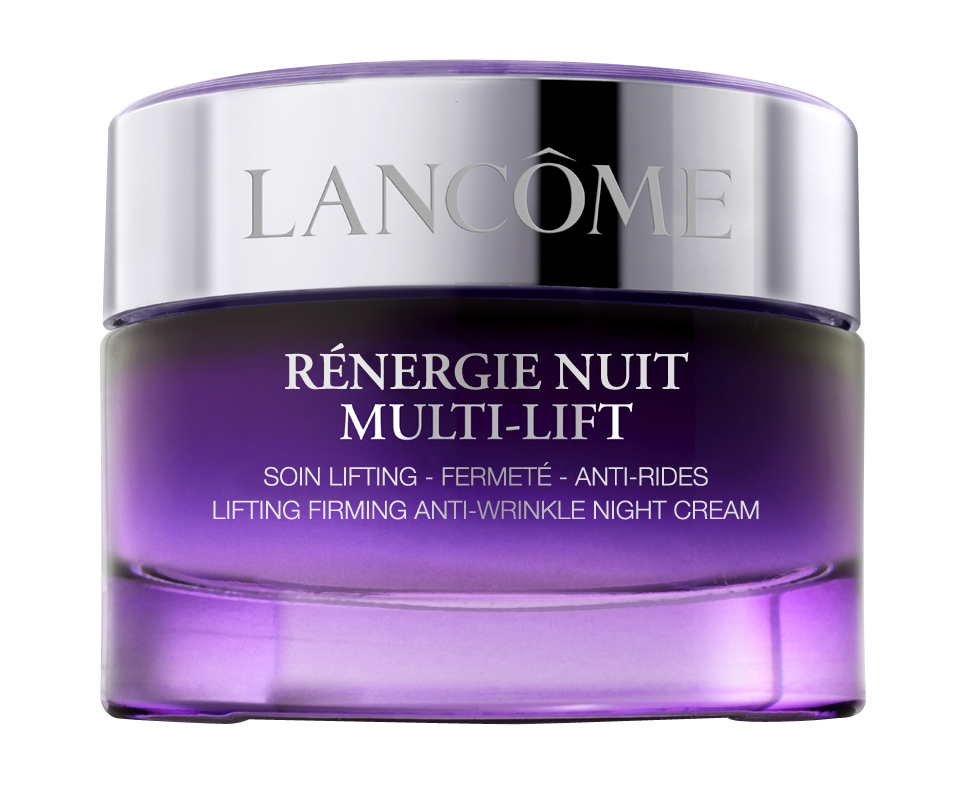 LANCÔME
RÉNERGIE NUIT
MULTI-LIFT
SOIN LIFTING - FERMETÉ - ANTI-RIDES
LIFTING FIRMING ANTI-WRINKLE NIGHT CREAM